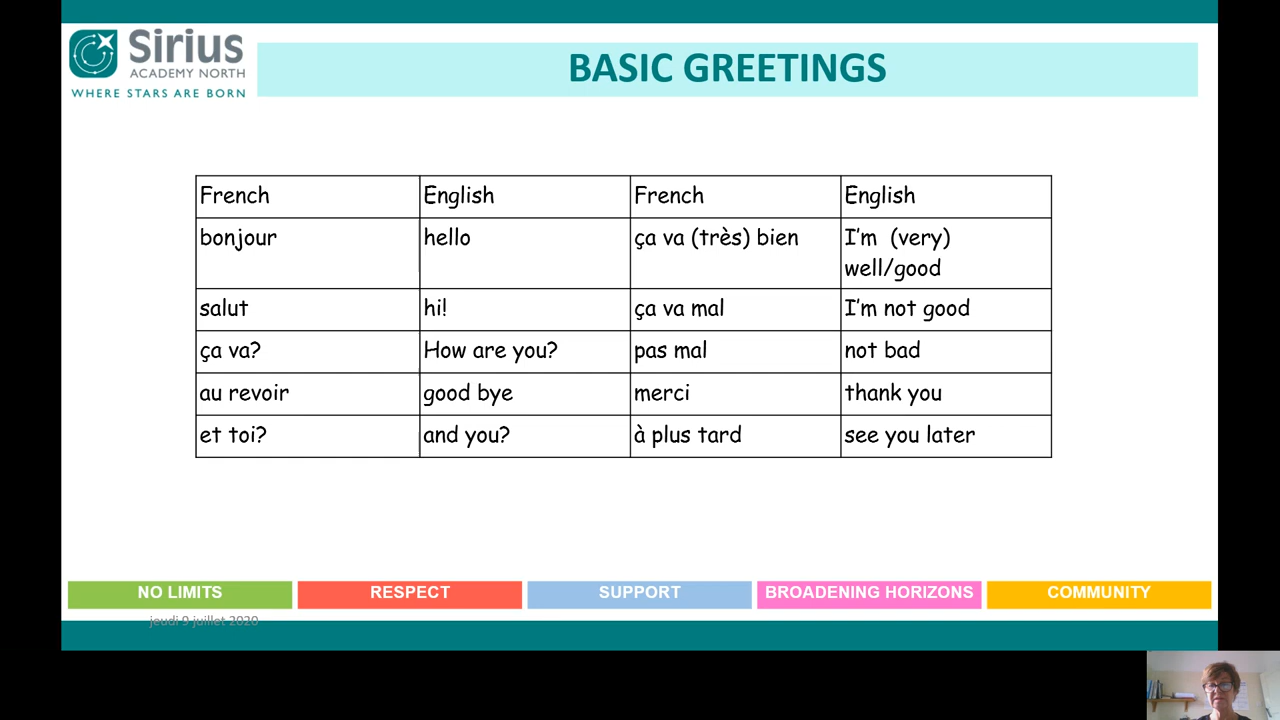 Sirius
ACADEMY NORTH
WHERE STARS ARE BORN
BASIC GREETINGS
French English French English
bonjour hello ça va (très) bien I'm (very)
well/good
salut hi! ça va mal I'm not good
ça va? How are you? pas mal not bad
au revoir good bye merci thank you
et toi? and you? à plus tard see you later
NO LIMITS RESPECT SUPPORT BROADENING HORIZONS COMMUNITY
jeudi 9 juillet 2020